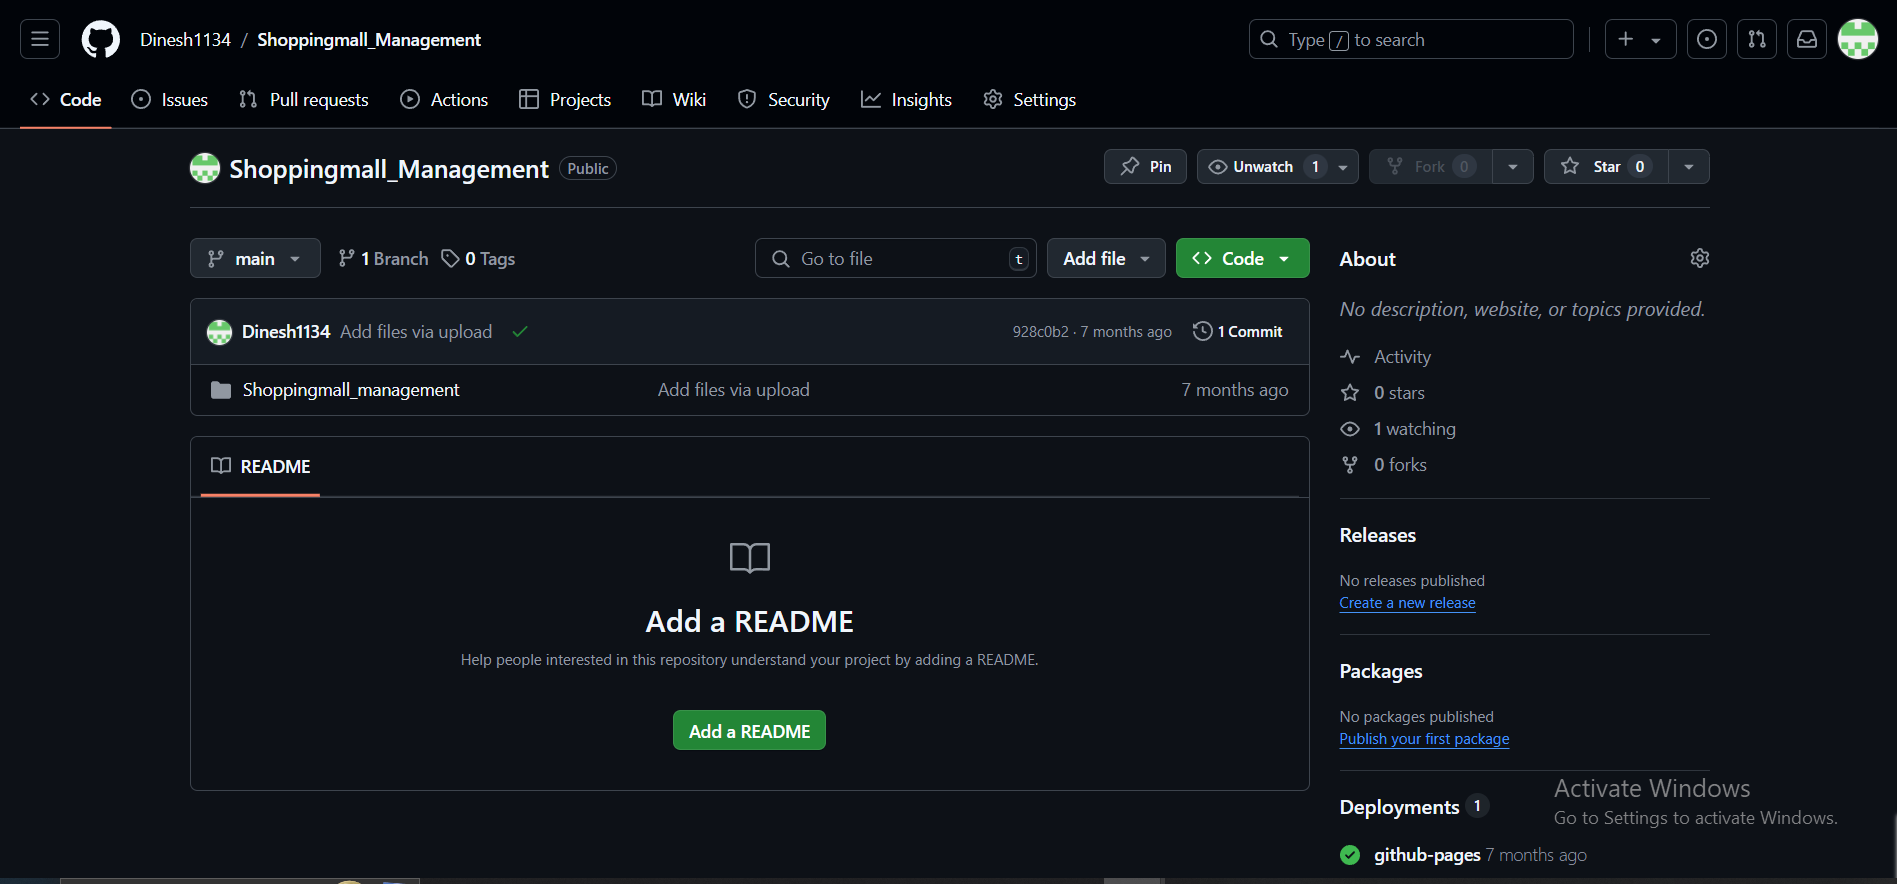 Dinesh1134 / Shoppingmall_Management
Type / to search
Code Issues Pull requests Actions Projects Wiki Security Insights Settings
Shoppingmall_Management Public
Pin Unwatch 1 Fork 0 Star 0
main 1 Branch 0 Tags Go to file t Add file Code
Dinesh1134 Add files via upload 928c0b2 · 7 months ago 1 Commit
Shoppingmall_management Add files via upload 7 months ago
README
Add a README
Help people interested in this repository understand your project by adding a README.
Add a README
About
No description, website, or topics provided.
Activity
0 stars
1 watching
0 forks
Releases
No releases published
Create a new release
Packages
No packages published
Publish your first package
Deployments 1
github-pages 7 months ago
Activate Windows
Go to Settings to activate Windows.